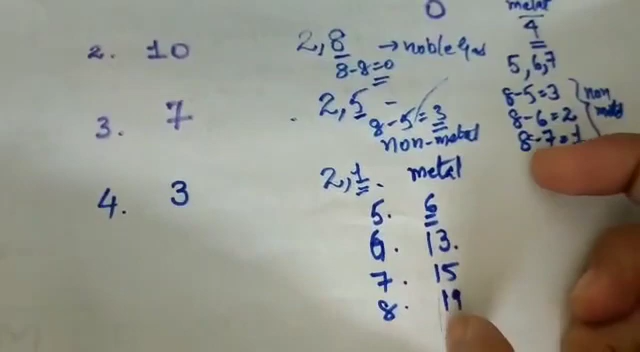 0
metal
4
2. 10 2,8 → noble Gas
8-8=0
5,6,7
3. 7 2,5 -
8-5=3
non-metal
8-5=3
8-6=2
8-7=1
non
metal
4. 3 2,1. metal
5. 6
6. 13.
7. 15
8. 19